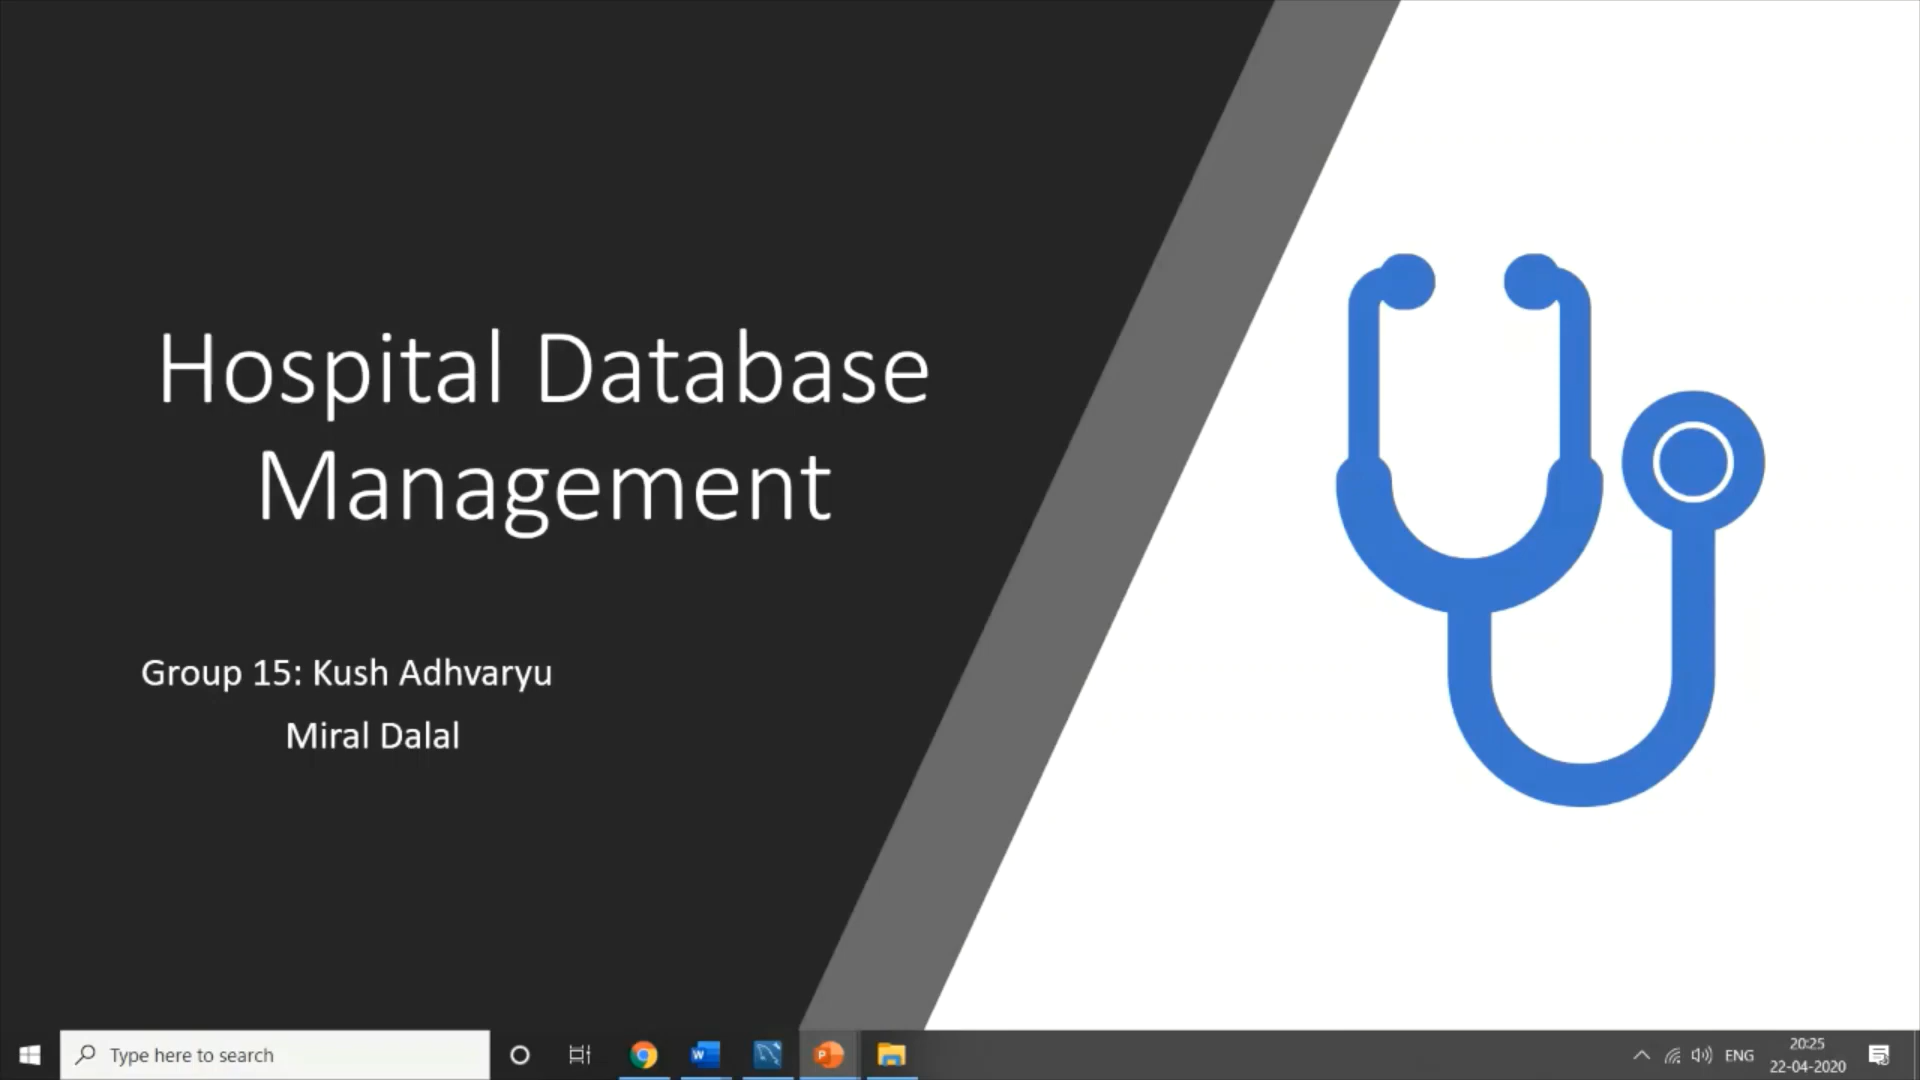 Hospital Database
Management
Group 15: Kush Adhvaryu
Miral Dalal
Type here to search
ENG
20:25
22-04-2020